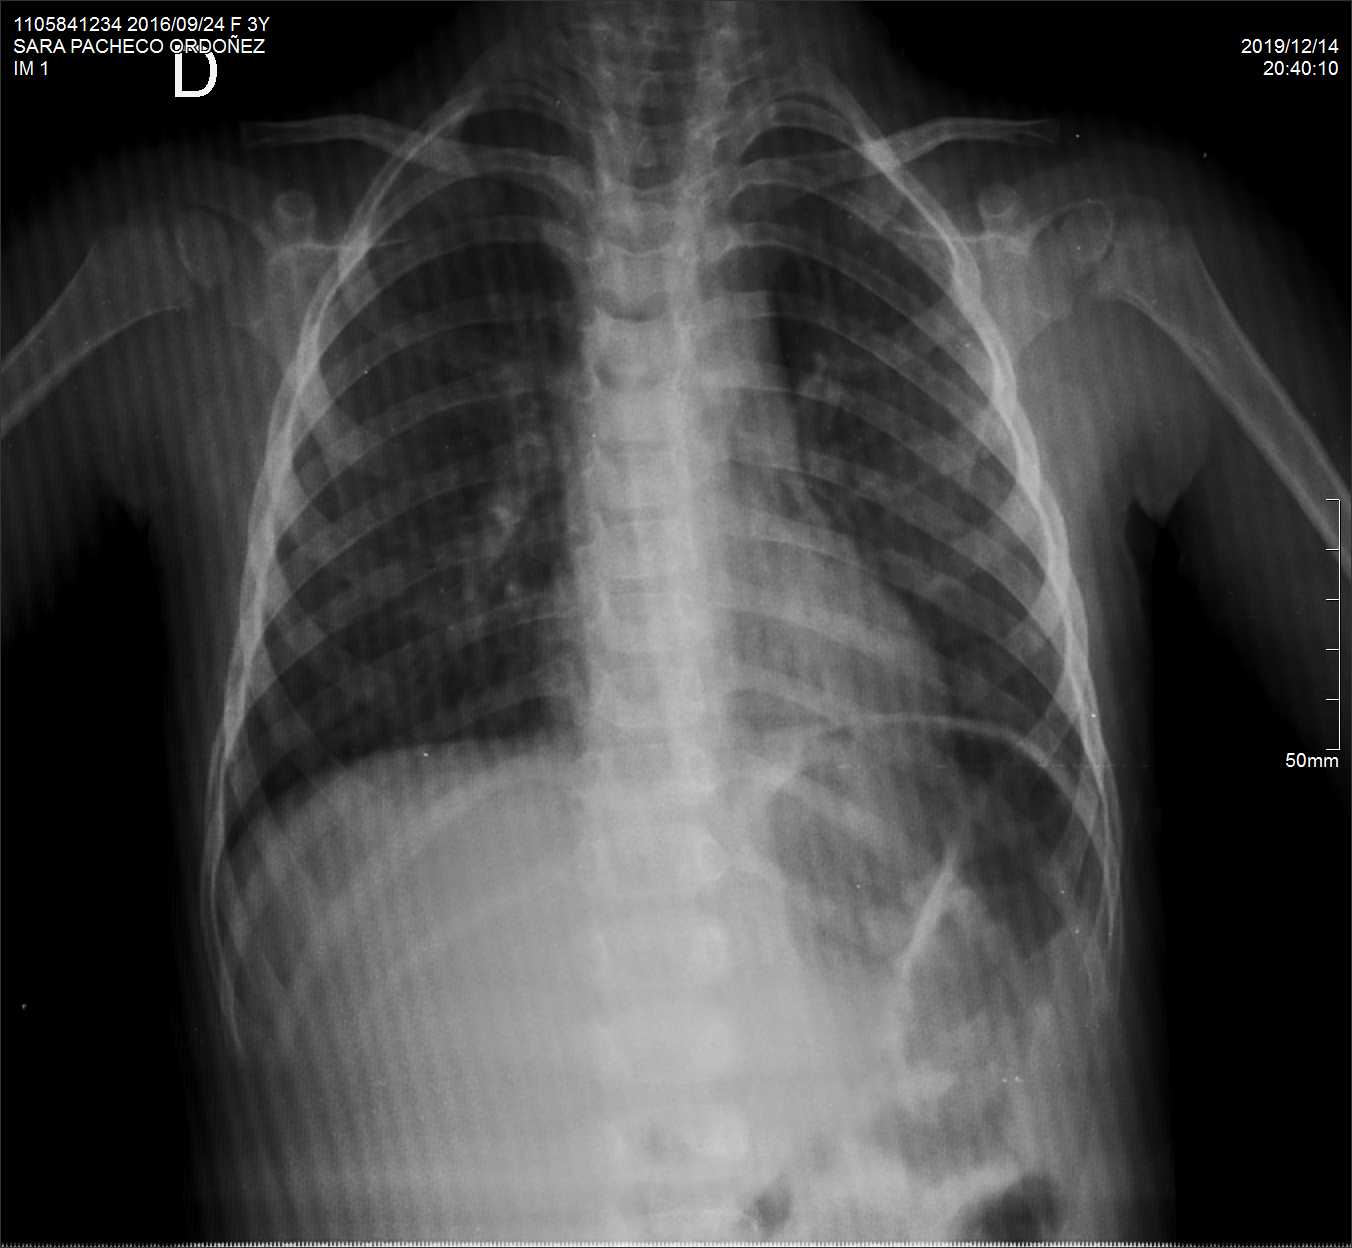 1105841234 2016/09/24 F 3Y
SARA PACHECO ORDOÑEZ
IM 1
D
2019/12/14
20:40:10
50mm